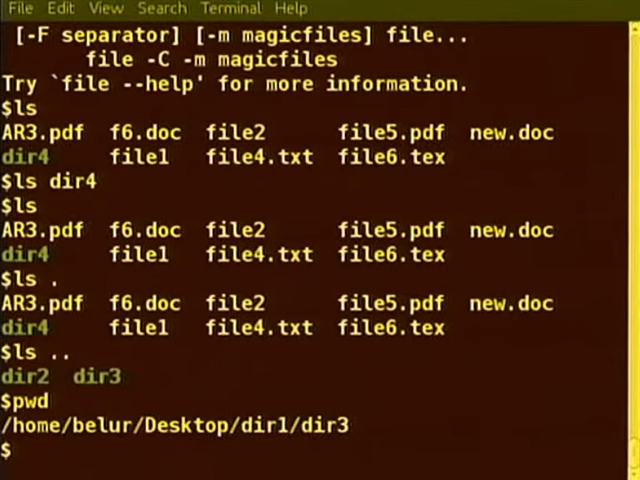 File Edit View Search Terminal Help
[-F separator] [-m magicfiles] file...
file -C -m magicfiles
Try `file --help' for more information.
$ls
AR3.pdf f6.doc file2 file5.pdf new.doc
dir4 file1 file4.txt file6.tex
$ls dir4
$ls
AR3.pdf f6.doc file2 file5.pdf new.doc
dir4 file1 file4.txt file6.tex
$ls .
AR3.pdf f6.doc file2 file5.pdf new.doc
dir4 file1 file4.txt file6.tex
$ls ..
dir2 dir3
$pwd
/home/belur/Desktop/dir1/dir3
$